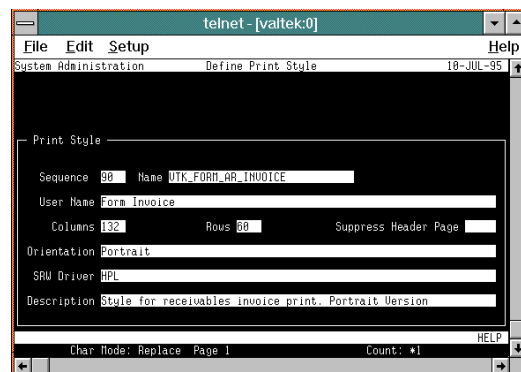 telnet - [valtek:0]
File Edit Setup Help
System Administration Define Print Style 10-JUL-95
Print Style
Sequence 90 Name VTK_FORM_AR_INVOICE
User Name Form Invoice
Columns 132 Rows 60 Suppress Header Page
Orientation Portrait
SRW Driver HPL
Description Style for receivables invoice print. Portrait Version
HELP
Char Mode: Replace Page 1 Count: *1